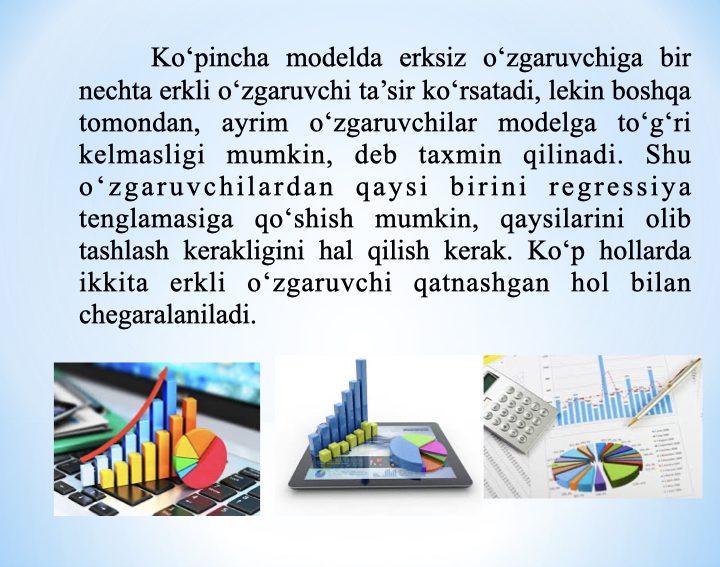 Ko‘pincha modelda erksiz o‘zgaruvchiga bir
nechta erkli o‘zgaruvchi ta’sir ko‘rsatadi, lekin boshqa
tomondan, ayrim o‘zgaruvchilar modelga to‘g‘ri
kelmasligi mumkin, deb taxmin qilinadi. Shu
o‘zgaruvchilardan qaysi birini regressiya
tenglamasiga qo‘shish mumkin, qaysilarini olib
tashlash kerakligini hal qilish kerak. Ko‘p hollarda
ikkita erkli o‘zgaruvchi qatnashgan hol bilan
chegaralaniladi.